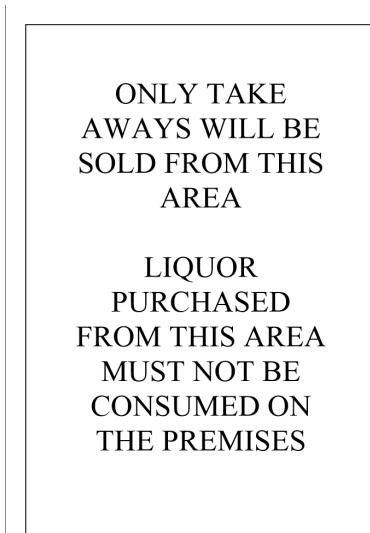 ONLY TAKE
AWAYS WILL BE
SOLD FROM THIS
AREA
LIQUOR
PURCHASED
FROM THIS AREA
MUST NOT BE
CONSUMED ON
THE PREMISES